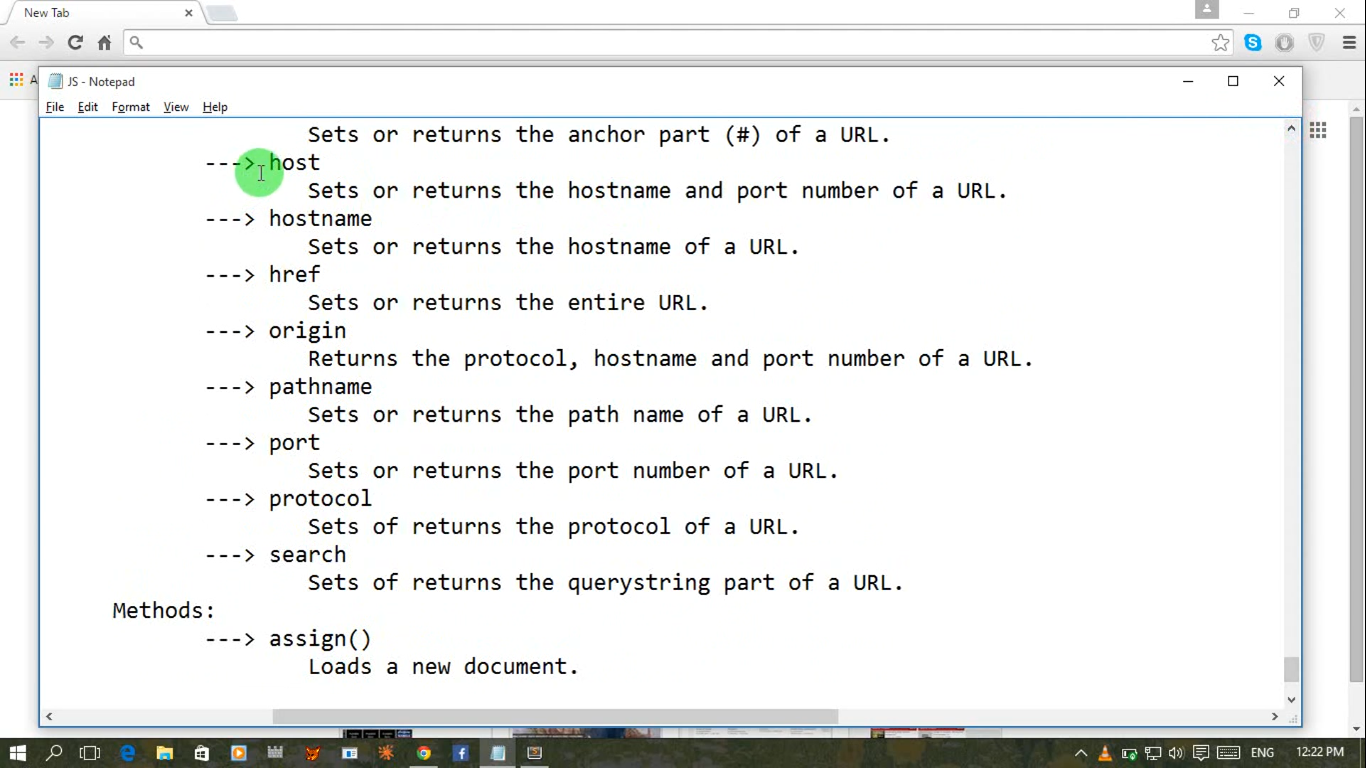 New Tab
A
JS - Notepad
File Edit Format View Help
Sets or returns the anchor part (#) of a URL.
---> host
Sets or returns the hostname and port number of a URL.
---> hostname
Sets or returns the hostname of a URL.
---> href
Sets or returns the entire URL.
---> origin
Returns the protocol, hostname and port number of a URL.
---> pathname
Sets or returns the path name of a URL.
---> port
Sets or returns the port number of a URL.
---> protocol
Sets of returns the protocol of a URL.
---> search
Sets of returns the querystring part of a URL.
Methods:
---> assign()
Loads a new document.
ENG 12:22 PM